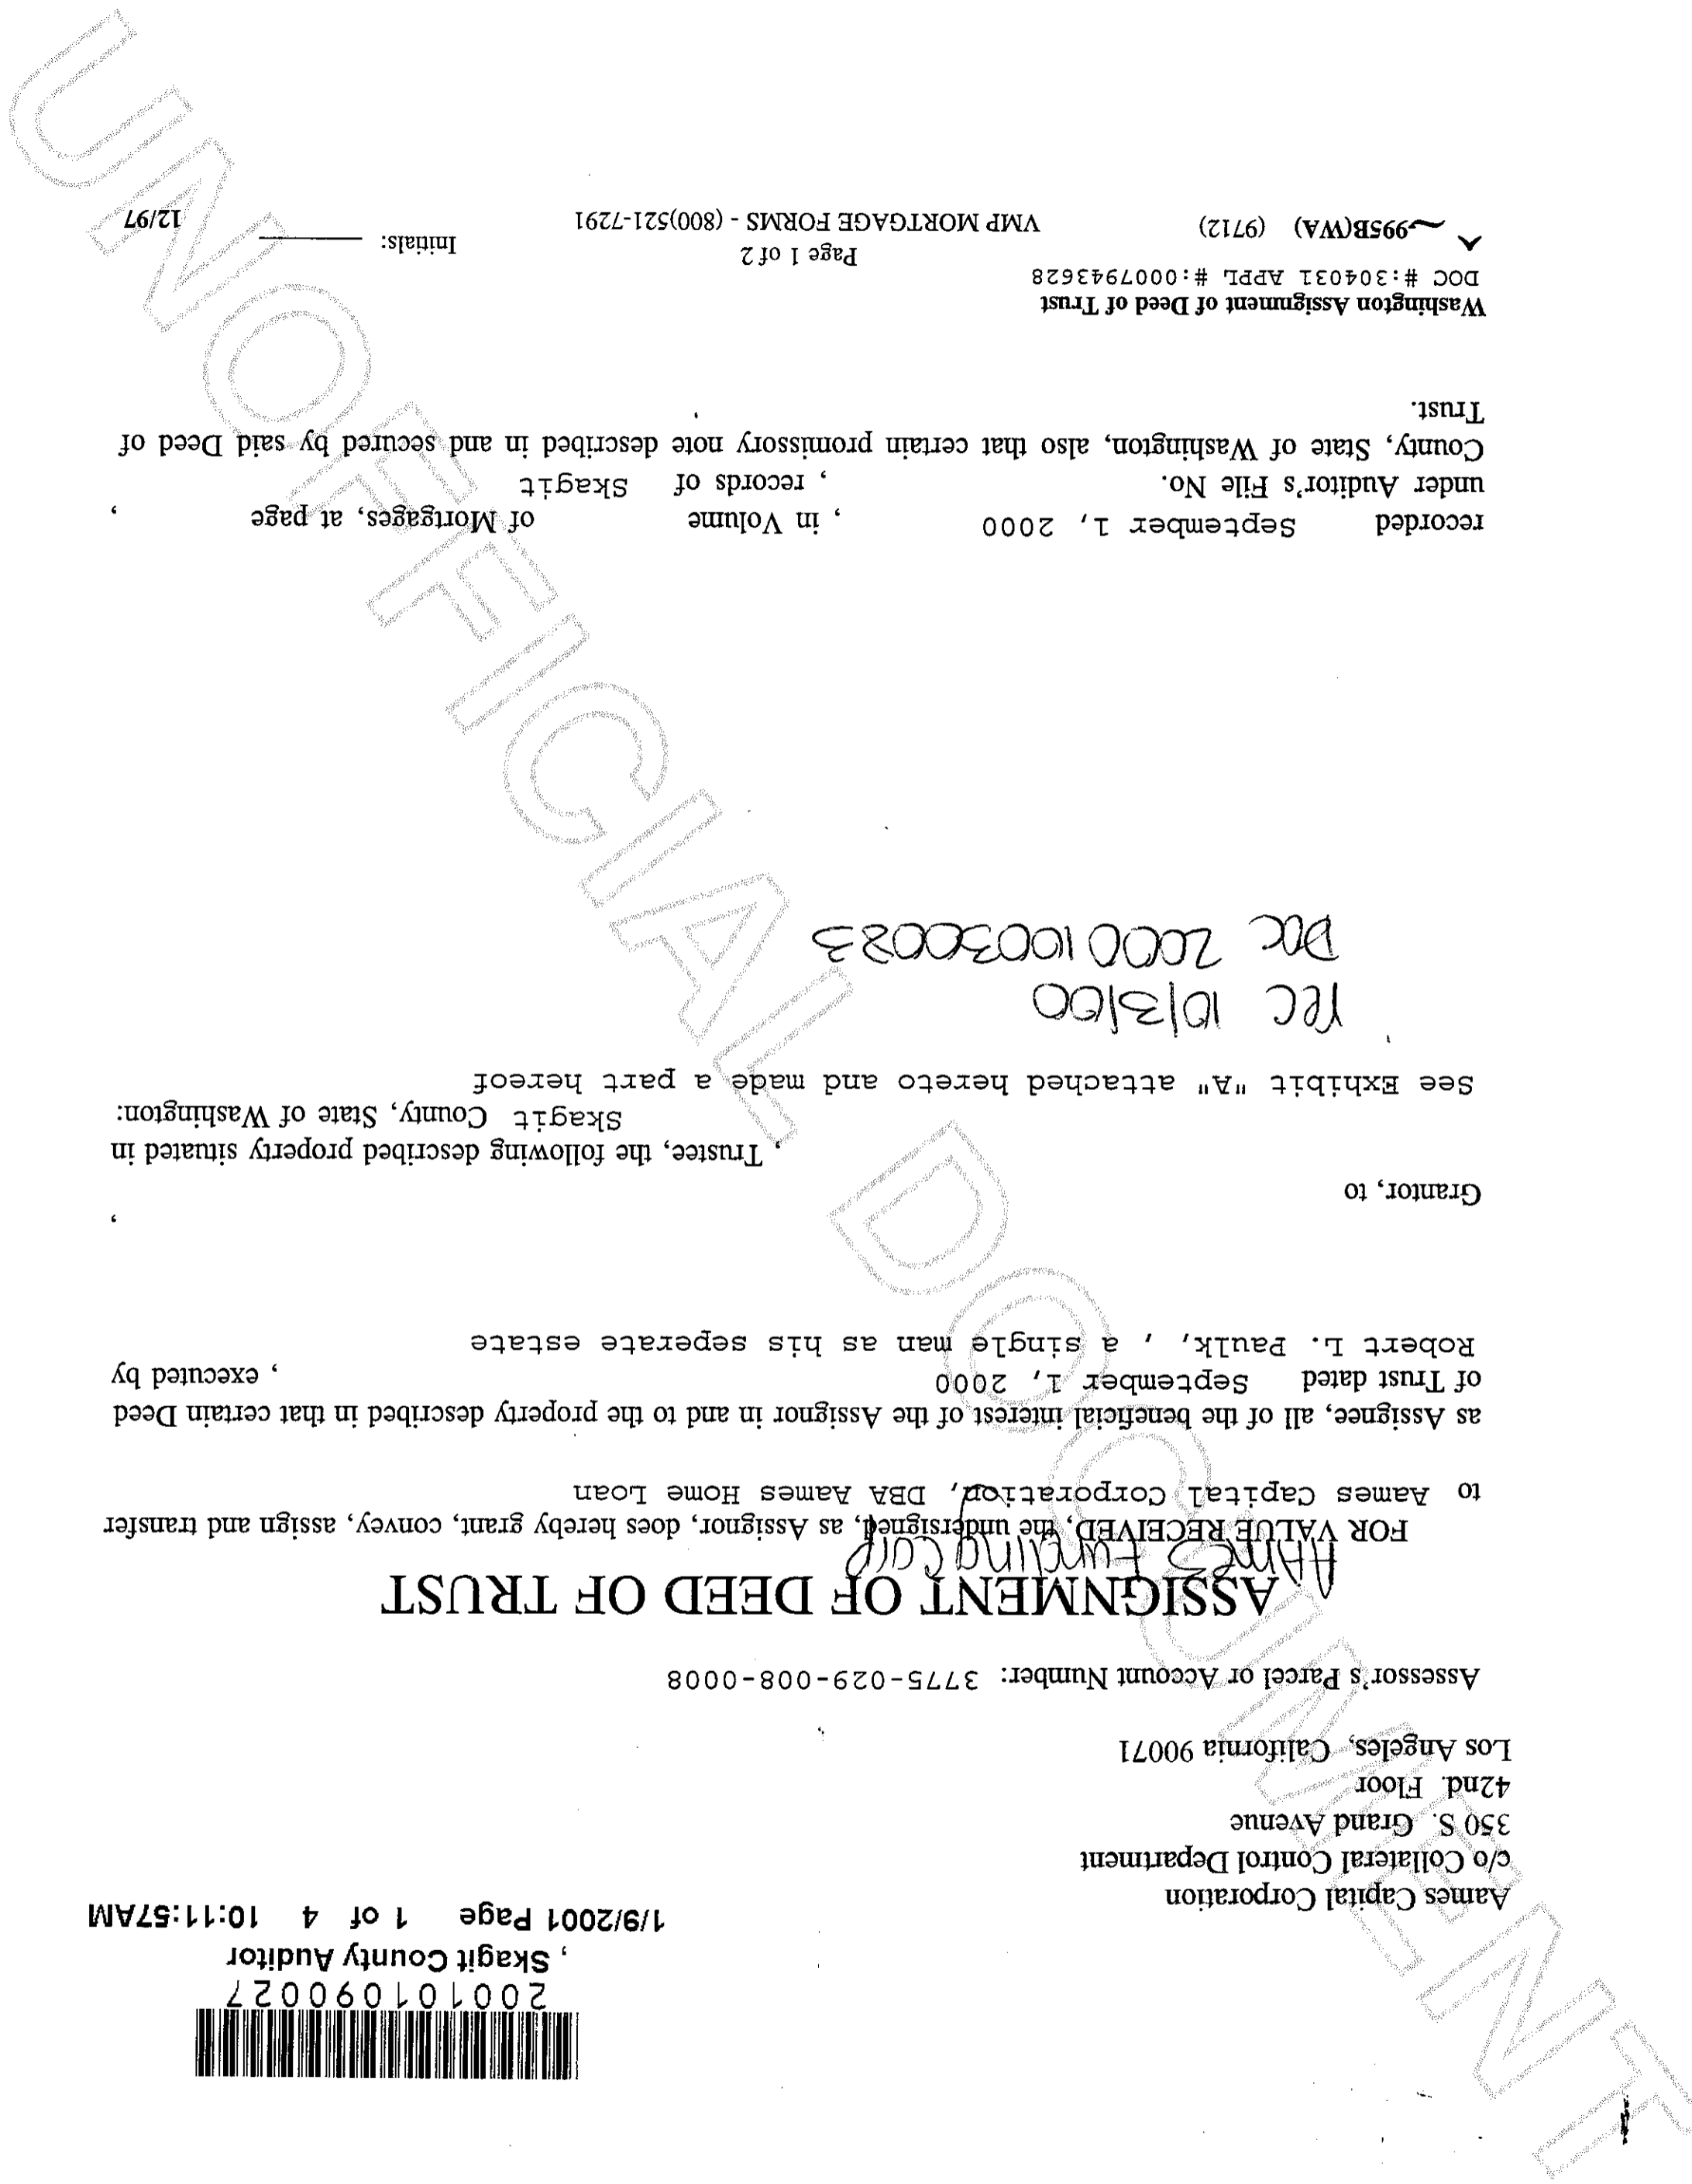 200101090027
, Skagit County Auditor
1/9/2001 Page 1 of 4 10:11:57AM
Aames Capital Corporation
c/o Collateral Control Department
350 S. Grand Avenue
42nd. Floor
Los Angeles, California 90071
Assessor's Parcel or Account Number: 3775-029-008-0008
ASSIGNMENT OF DEED OF TRUST
AAmes Funding Corp
FOR VALUE RECEIVED, the undersigned, as Assignor, does hereby grant, convey, assign and transfer
to Aames Capital Corporation, DBA Aames Home Loan
as Assignee, all of the beneficial interest of the Assignor in and to the property described in that certain Deed
of Trust dated September 1, 2000 , executed by
Robert L. Paulk, , a single man as his seperate estate
,
Grantor, to
, Trustee, the following described property situated in
Skagit County, State of Washington:
See Exhibit "A" attached hereto and made a part hereof
rec 10/3/00
Doc 200010030023
recorded September 1, 2000 , in Volume of Mortgages, at page ,
under Auditor's File No. , records of Skagit
County, State of Washington, also that certain promissory note described in and secured by said Deed of
Trust.
Washington Assignment of Deed of Trust
DOC #:304031 APPL #:0007943628
Page 1 of 2
Initials:
995B(WA) (9712)
VMP MORTGAGE FORMS - (800)521-7291
12/97
UNOFFICIAL DOCUMENT